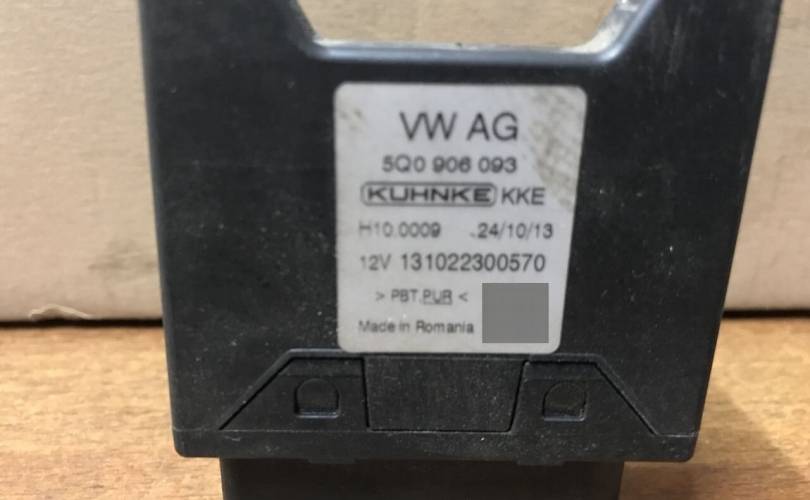 VW AG
5Q0 906 093
KUHNKE KKE
H10.0009 .24/10/13
12V 131022300570
> PBT.PUR <
Made in Romania